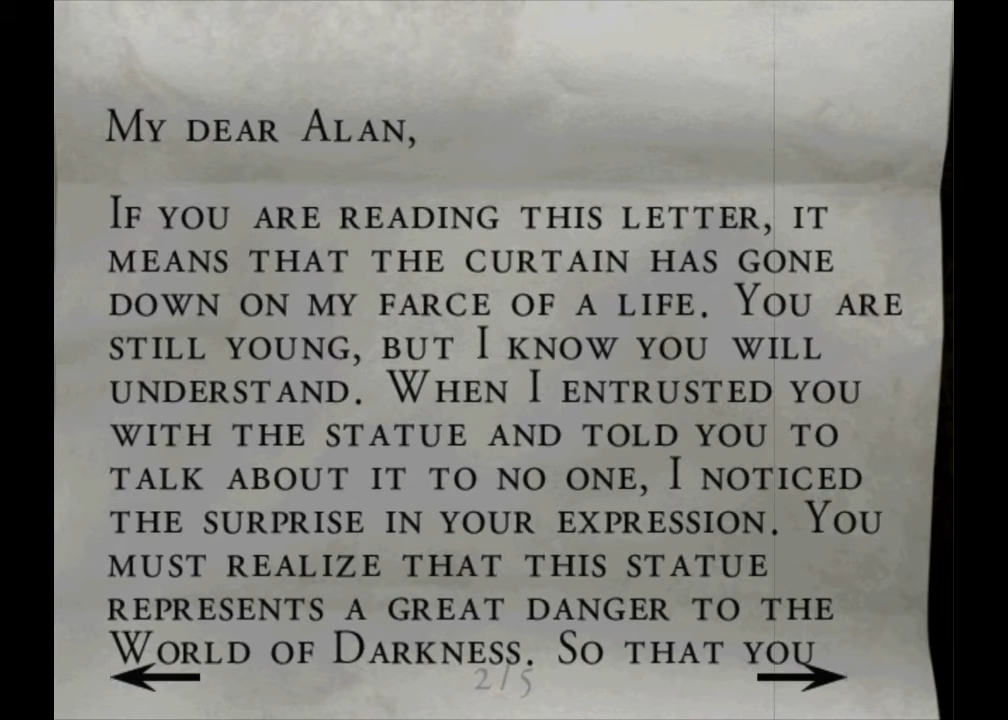 My dear Alan,
If you are reading this letter, it
means that the curtain has gone
down on my farce of a life. You are
still young, but I know you will
understand. When I entrusted you
with the statue and told you to
talk about it to no one, I noticed
the surprise in your expression. You
must realize that this statue
represents a great danger to the
World of Darkness. So that you
2/5